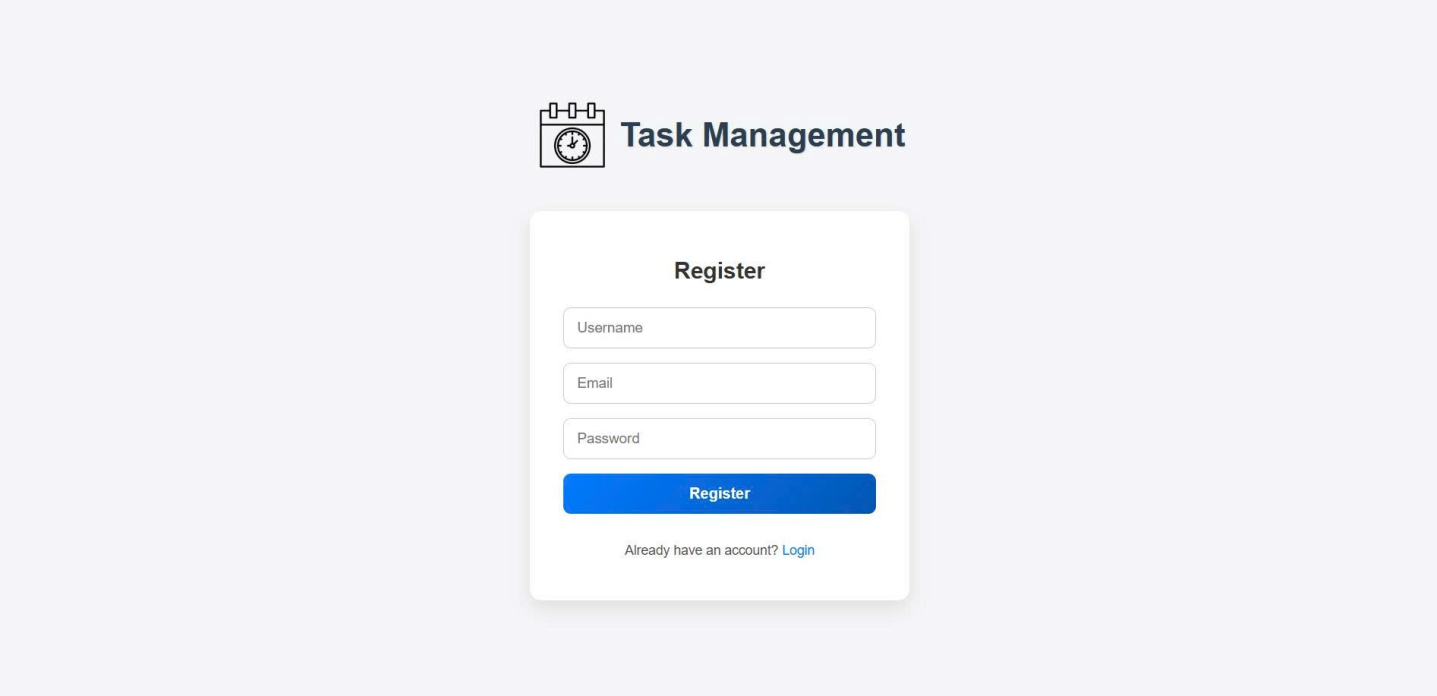 Task Management
Register
Username
Email
Password
Register
Already have an account? Login